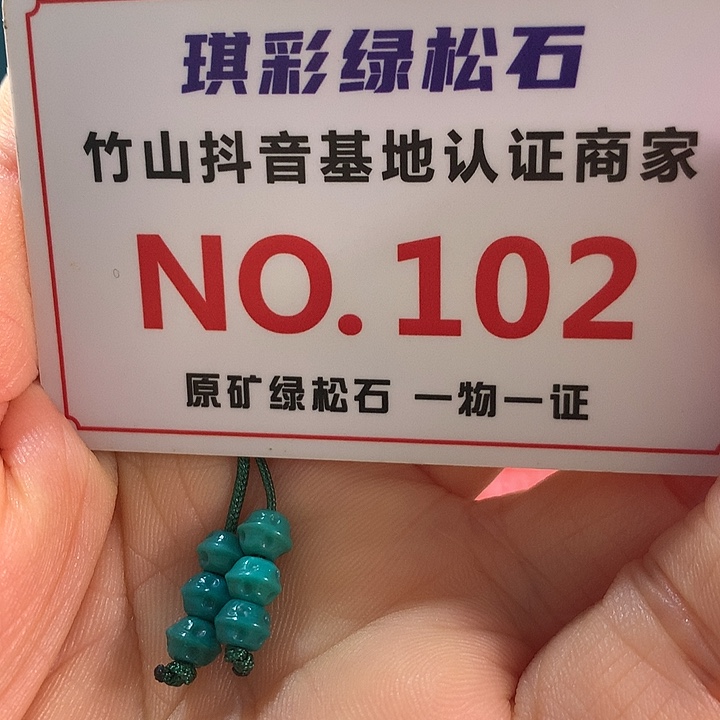 琪彩绿松石
竹山抖音基地认证商家
NO.102
原矿绿松石 一物一证